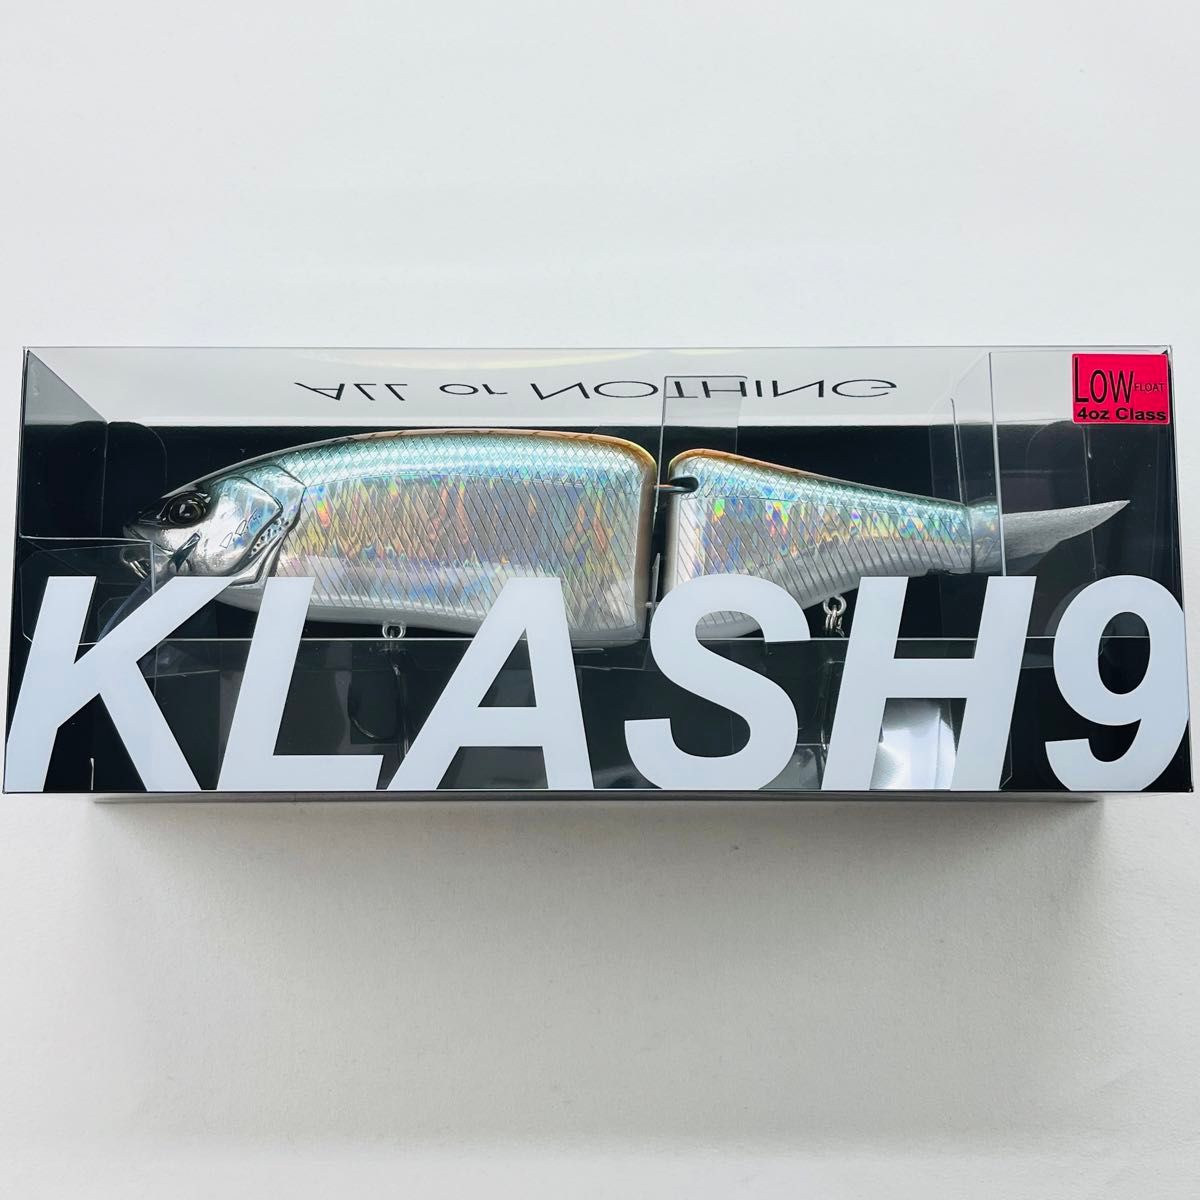 ALL or NOTHING
LOW FLOAT
4oz Class
KLASH9